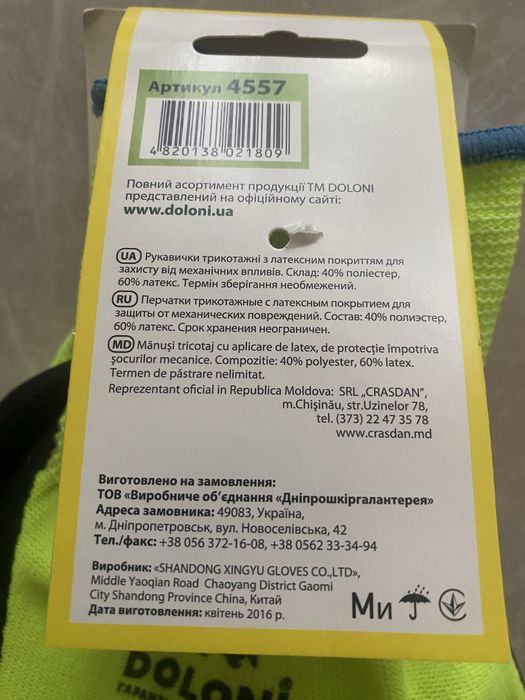 Артикул 4557
4820138021809
Повний асортимент продукції ТМ DOLONI
представлений на офіційному сайті:
www.doloni.ua
UA Рукавички трикотажні з латексним покриттям для
захисту від механічних впливів. Склад: 40% поліестер,
60% латекс. Термін зберігання необмежений.
RU Перчатки трикотажные с латексным покрытием для
защиты от механических повреждений. Состав: 40% полиэстер,
60% латекс. Срок хранения неограничен.
MD Mănuși tricotaj cu aplicare de latex, de protecție împotriva
șocurilor mecanice. Compozitie: 40% polyester, 60% latex.
Termen de păstrare nelimitat.
Reprezentant oficial in Republica Moldova: SRL „CRASDAN”,
m.Chișinău, str.Uzinelor 78,
tel. (373) 22 47 35 78
www.crasdan.md
Виготовлено на замовлення:
ТОВ «Виробниче об'єднання «Дніпрошкіргалантерея»
Адреса замовника: 49083, Україна,
м. Дніпропетровськ, вул. Новоселівська, 42
Тел./факс: +38 056 372-16-08, +38 0562 33-34-94
Виробник: «SHANDONG XINGYU GLOVES CO.,LTD»,
Middle Yaoqian Road Chaoyang District Gaomi
City Shandong Province China, Китай
Дата виготовлення: квітень 2016 р.
Ми
DOLONI